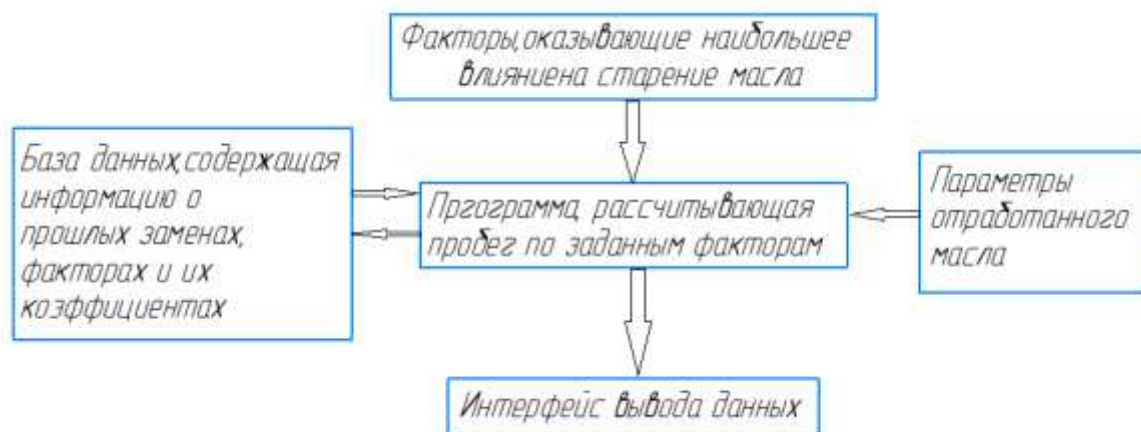 Факторы,оказывающие наибольшее
влияниена старение масла
База данных,содержащая
информацию о
прошлых заменах,
факторах и их
коэффициентах
Пргограмма, рассчитывающая
пробег по заданным факторам
Параметры
отработанного
масла
Интерфейс вывода данных